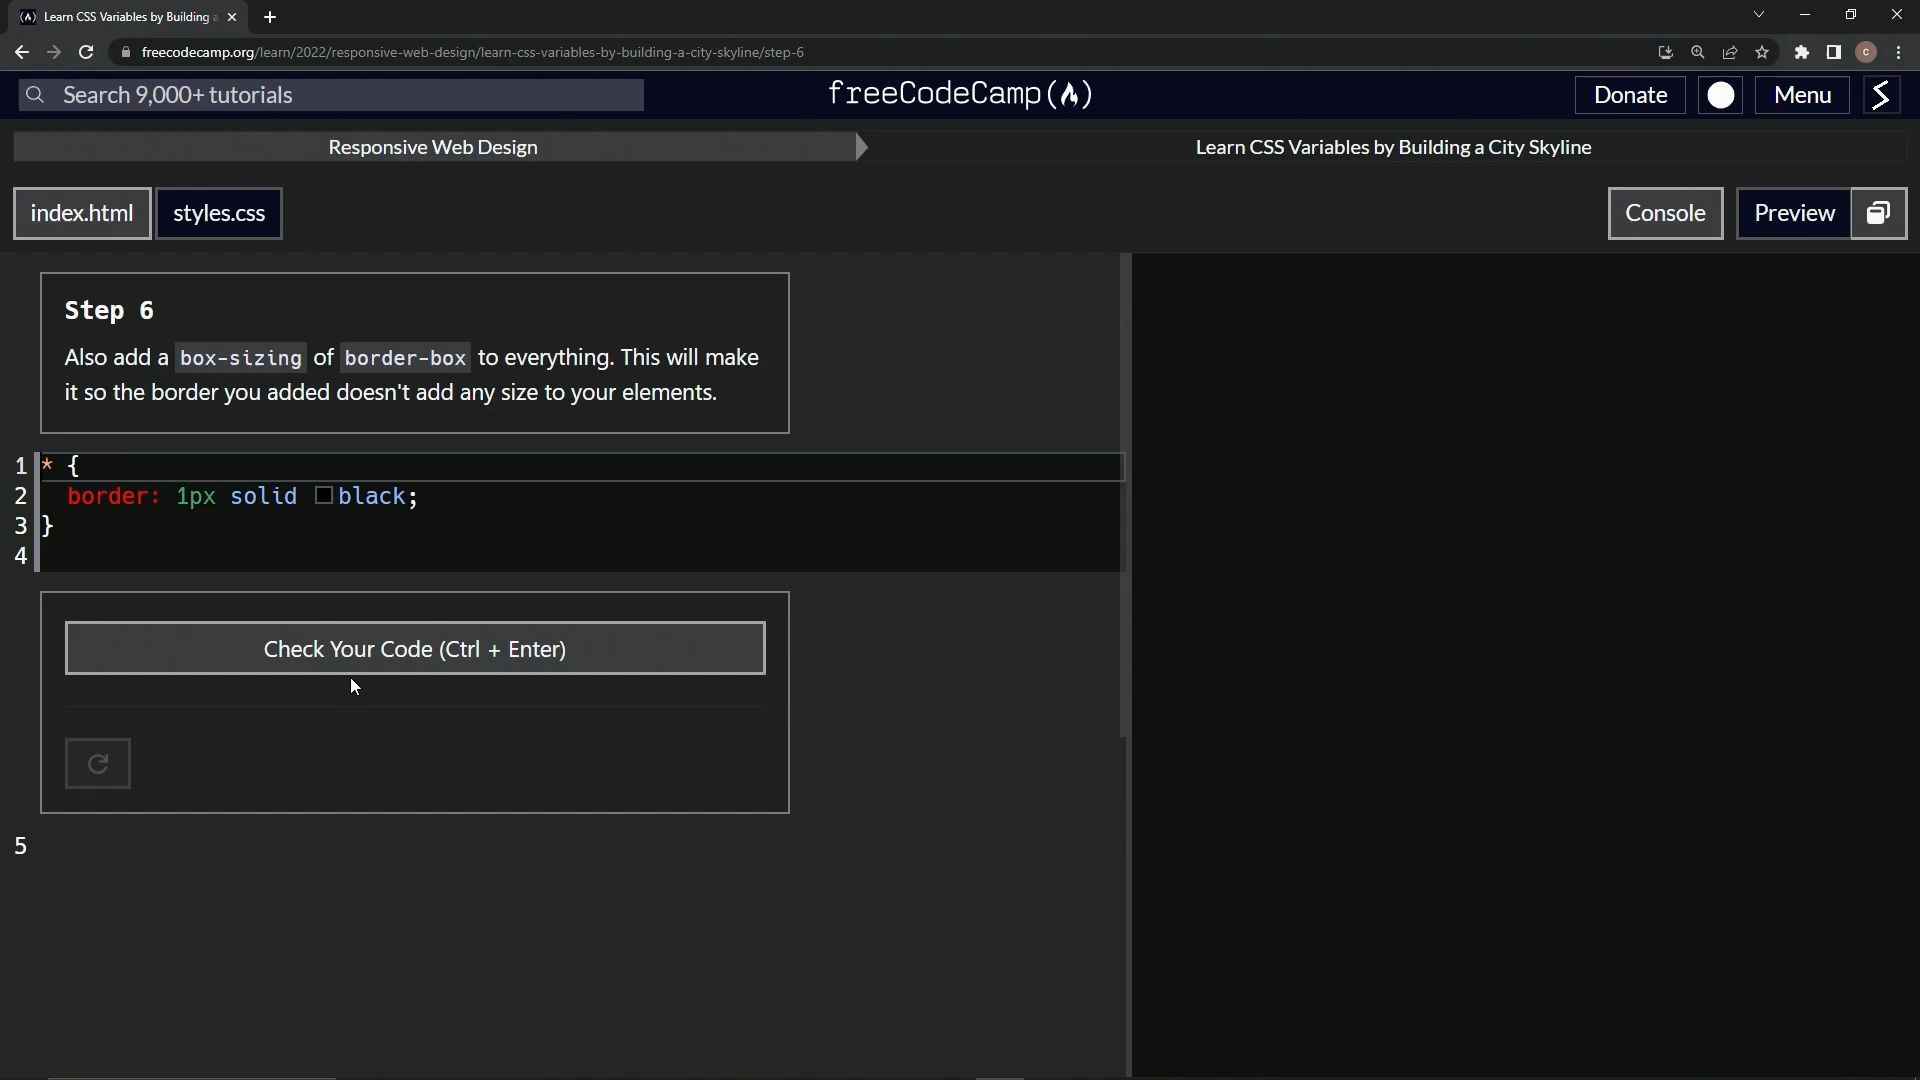 Learn CSS Variables by Building a
freecodecamp.org/learn/2022/responsive-web-design/learn-css-variables-by-building-a-city-skyline/step-6
c
Search 9,000+ tutorials
freeCodeCamp
Donate
Menu
Responsive Web Design
Learn CSS Variables by Building a City Skyline
index.html
styles.css
Console
Preview
Step 6
Also add a box-sizing of border-box to everything. This will make
it so the border you added doesn't add any size to your elements.
1 * {
2 border: 1px solid black;
3 }
4
Check Your Code (Ctrl + Enter)
5